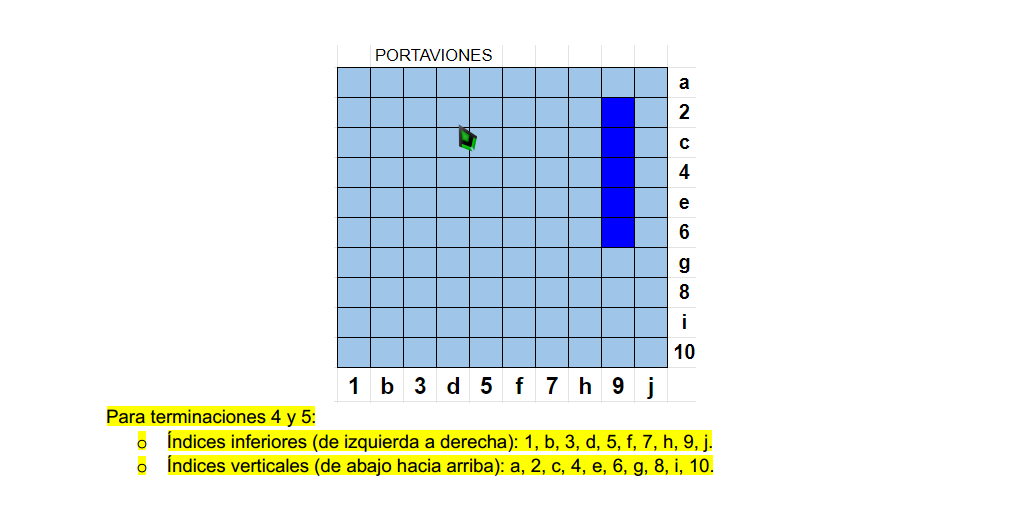 PORTAVIONES
a
2
c
4
e
6
g
8
i
10
1 b 3 d 5 f 7 h 9 j
Para terminaciones 4 y 5:
o Índices inferiores (de izquierda a derecha): 1, b, 3, d, 5, f, 7, h, 9, j.
o Índices verticales (de abajo hacia arriba): a, 2, c, 4, e, 6, g, 8, i, 10.